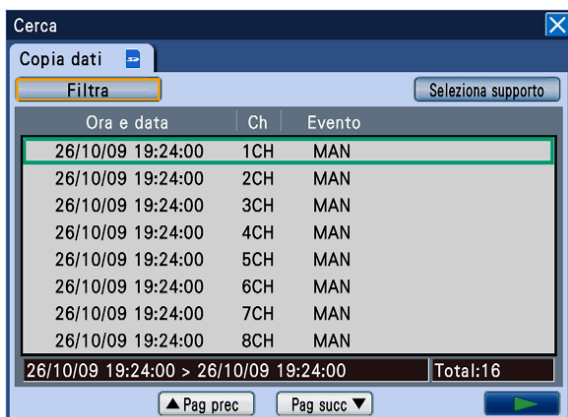 Cerca
Copia dati
Filtra Seleziona supporto
Ora e data Ch Evento
26/10/09 19:24:00 1CH MAN
26/10/09 19:24:00 2CH MAN
26/10/09 19:24:00 3CH MAN
26/10/09 19:24:00 4CH MAN
26/10/09 19:24:00 5CH MAN
26/10/09 19:24:00 6CH MAN
26/10/09 19:24:00 7CH MAN
26/10/09 19:24:00 8CH MAN
26/10/09 19:24:00 > 26/10/09 19:24:00 Total:16
▲ Pag prec Pag succ ▼